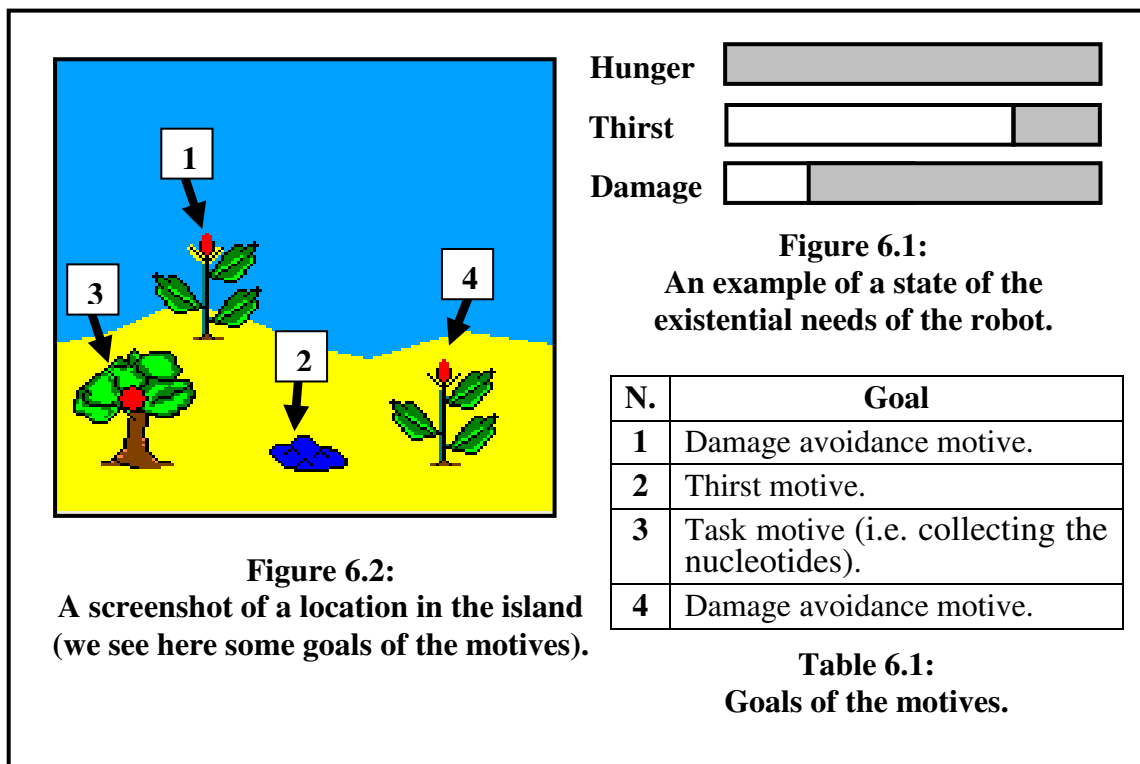 1
3
2
4
Figure 6.2:
A screenshot of a location in the island
(we see here some goals of the motives).
Hunger
Thirst
Damage
Figure 6.1:
An example of a state of the
existential needs of the robot.
N. Goal
1 Damage avoidance motive.
2 Thirst motive.
3 Task motive (i.e. collecting the
nucleotides).
4 Damage avoidance motive.
Table 6.1:
Goals of the motives.